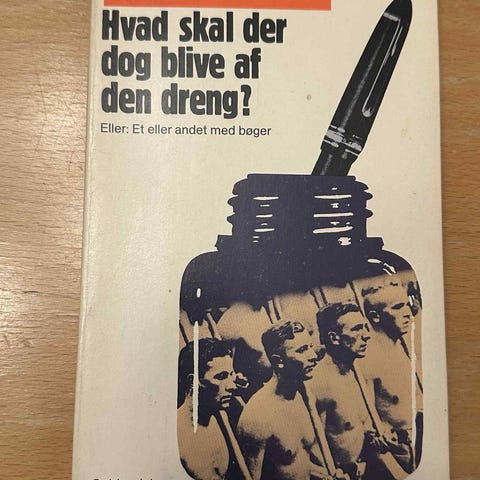 Hvad skal der
dog blive af
den dreng?
Eller: Et eller andet med bøger